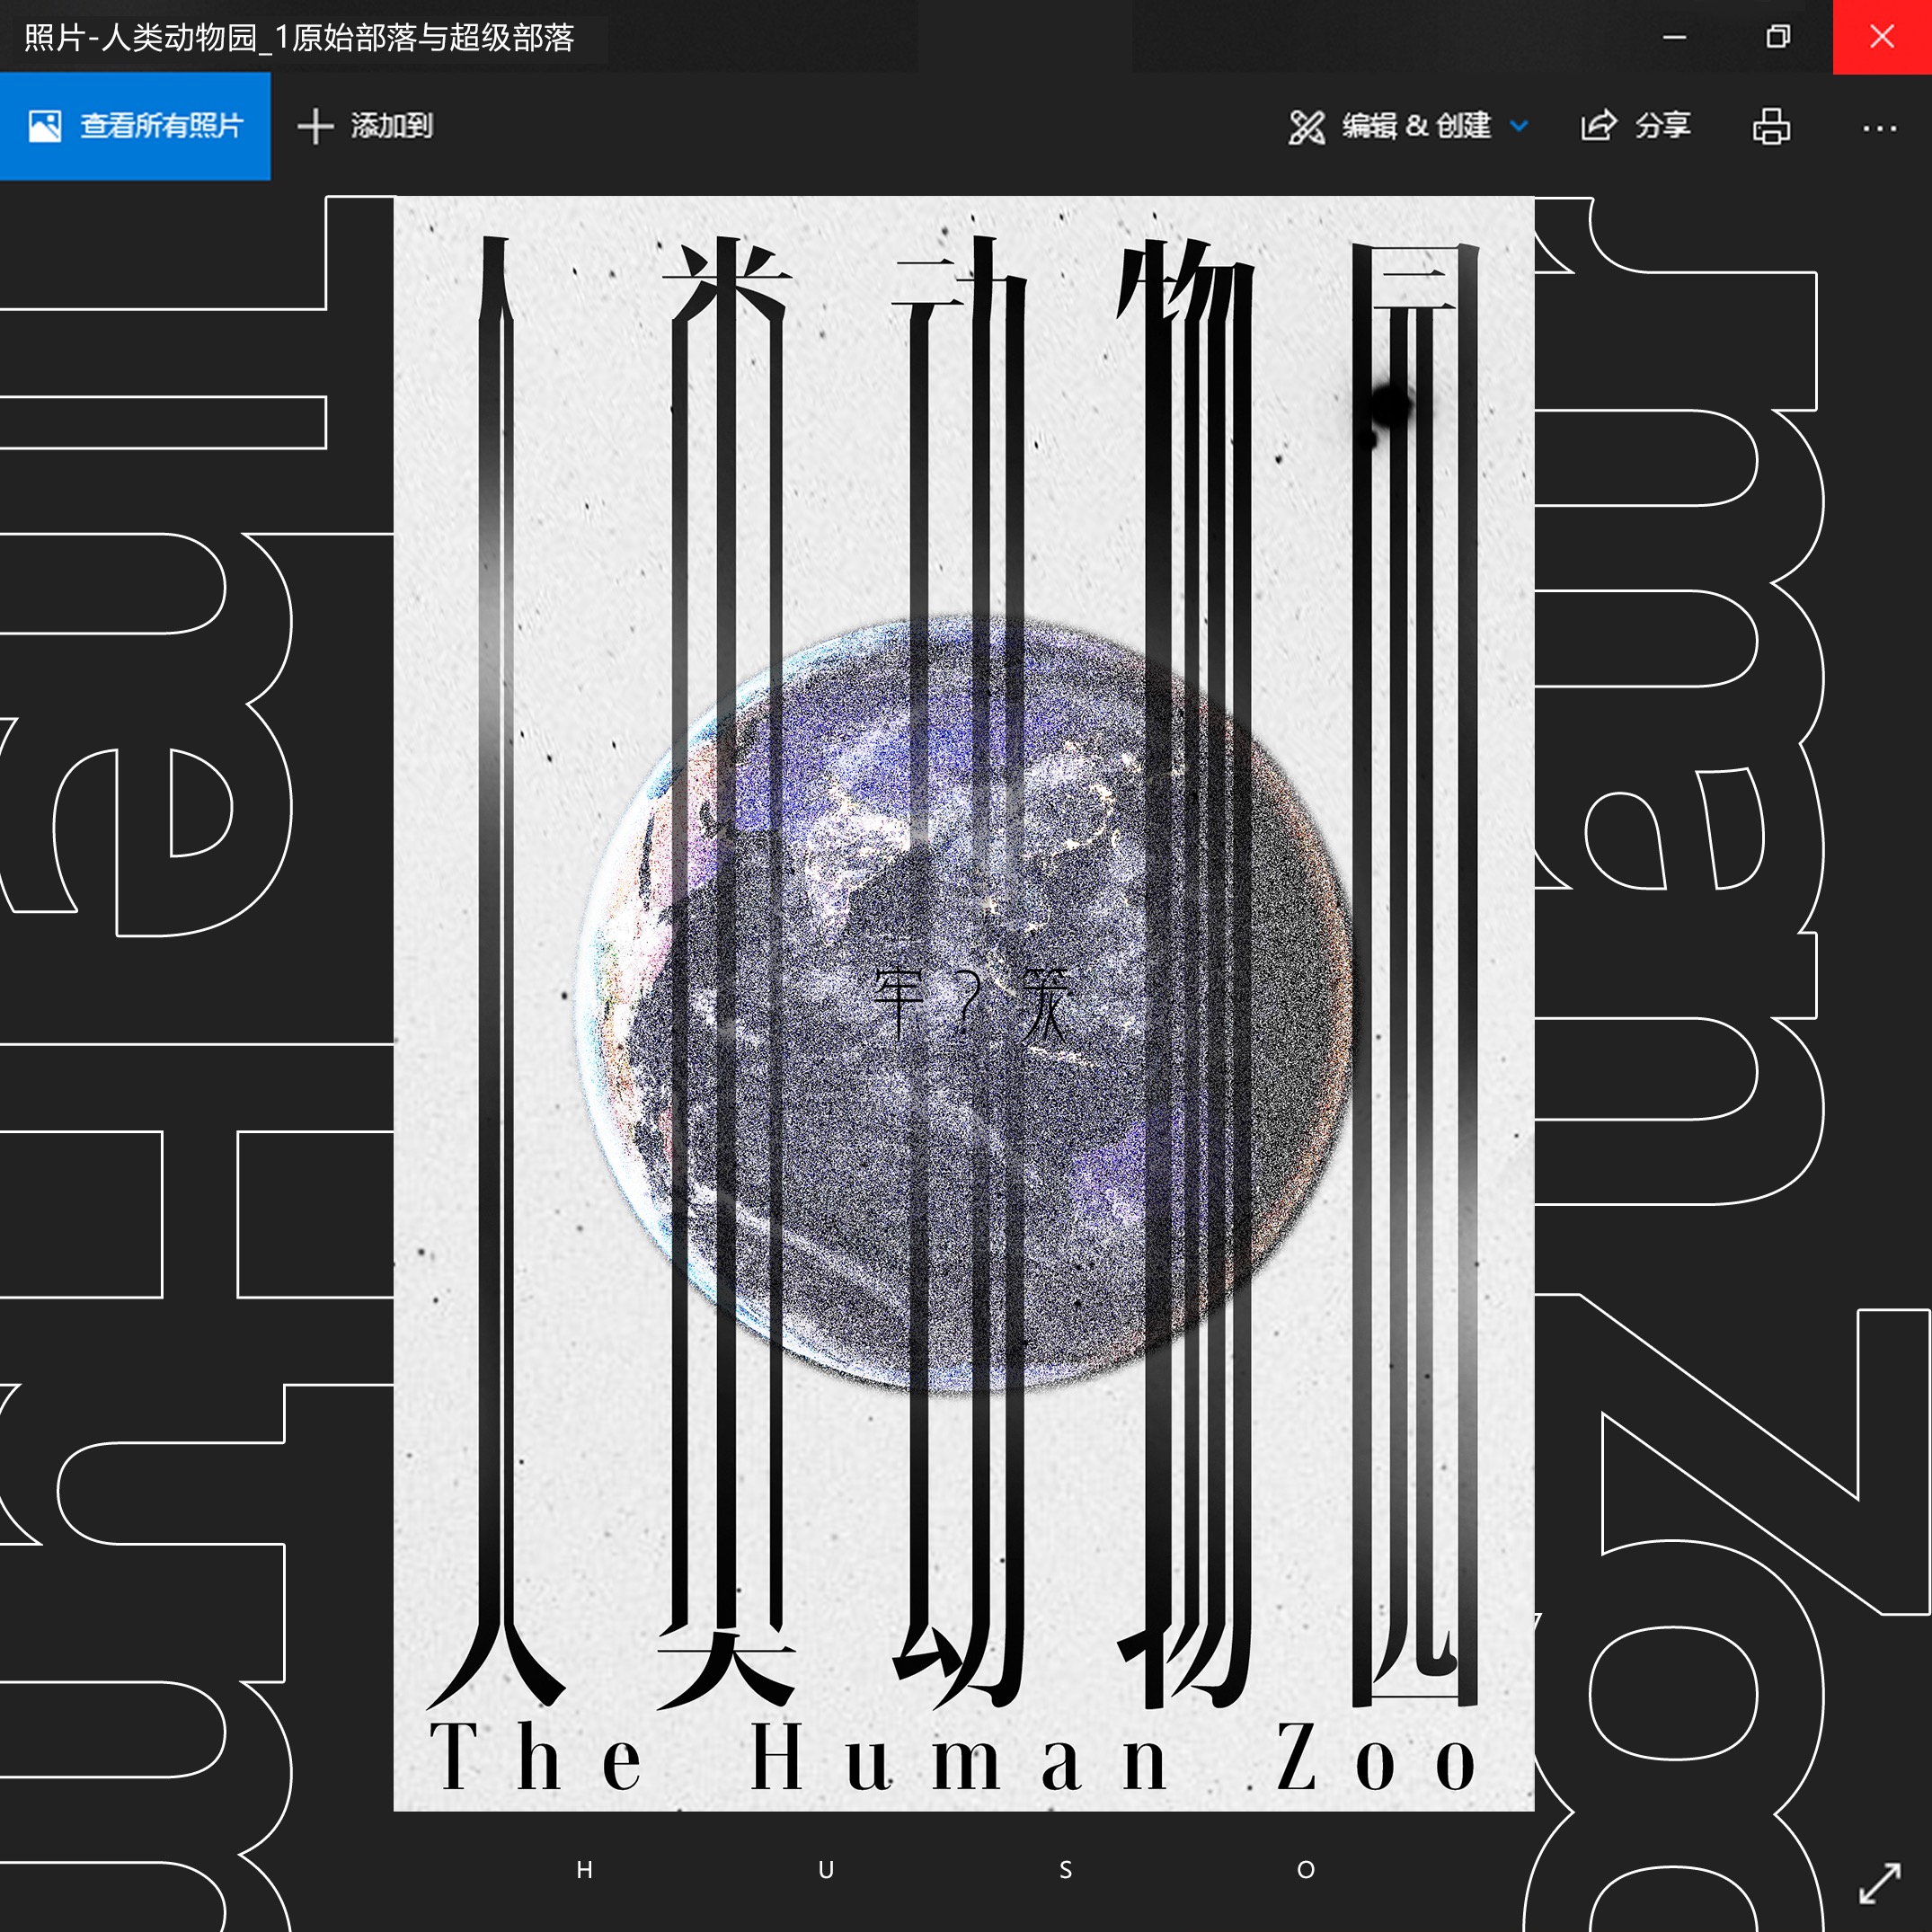 照片-人类动物园_1原始部落与超级部落
查看所有照片
添加到
编辑 & 创建
分享
人类动物园
牢？笼
The Human Zoo
The Hum
uman Zoo
HUSO